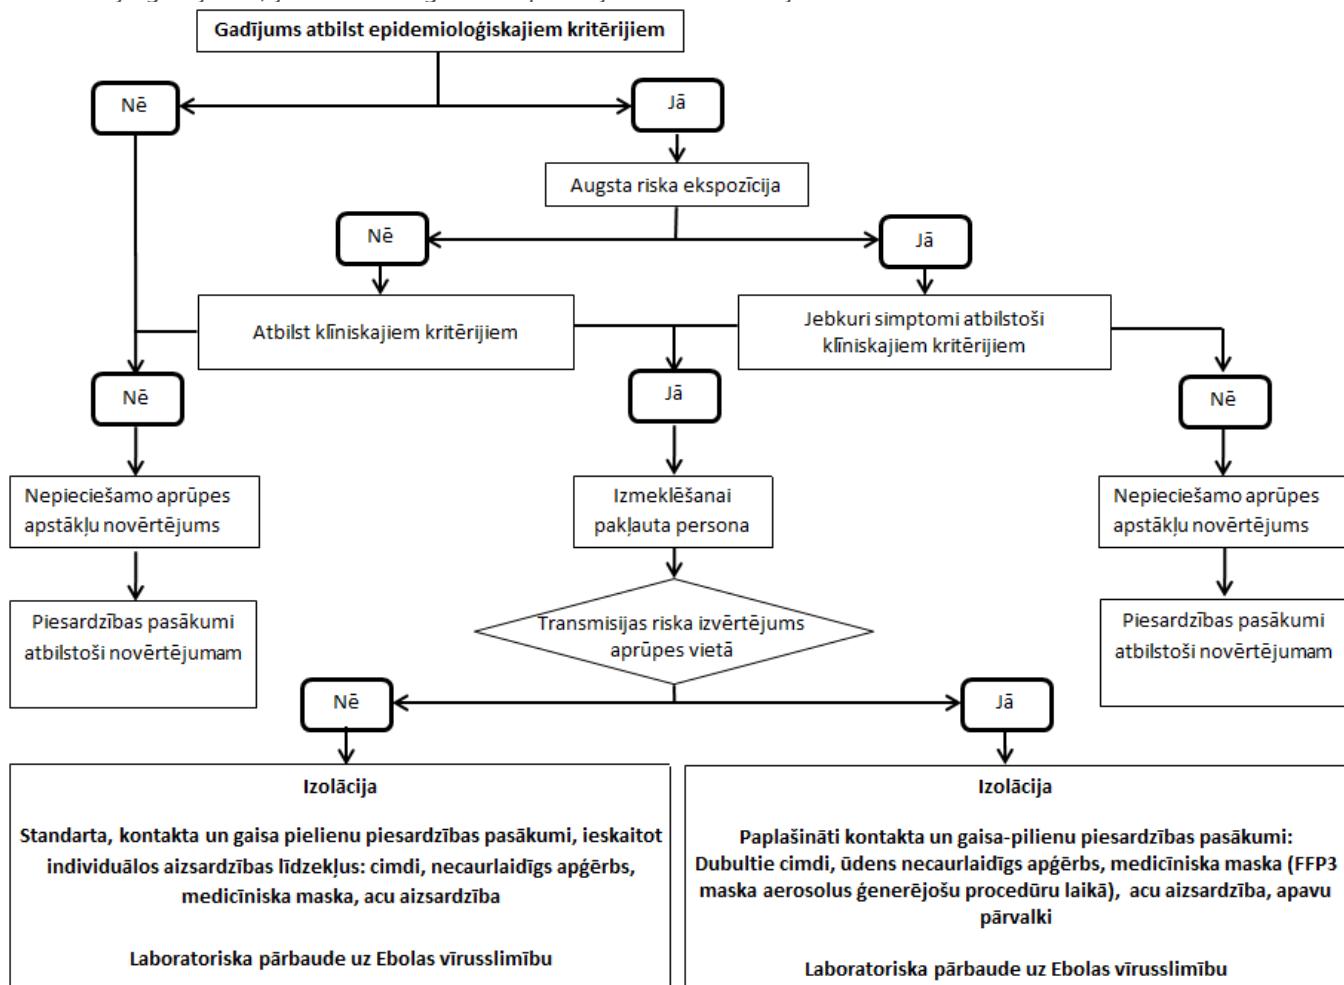 Gadījums atbilst epidemioloģiskajiem kritērijiem
Nē
Jā
Augsta riska ekspozīcija
Nē
Jā
Atbilst klīniskajiem kritērijiem
Jebkuri simptomi atbilstoši
klīniskajiem kritērijiem
Nē
Jā
Nē
Nepieciešamo aprūpes
apstākļu novērtējums
Izmeklēšanai
pakļauta persona
Nepieciešamo aprūpes
apstākļu novērtējums
Piesardzības pasākumi
atbilstoši novērtējumam
Transmisijas riska izvērtējums
aprūpes vietā
Piesardzības pasākumi
atbilstoši novērtējumam
Nē
Jā
Izolācija
Standarta, kontakta un gaisa pielienu piesardzības pasākumi, ieskaitot
individuālos aizsardzības līdzekļus: cimdi, necaurlaidīgs apģērbs,
medicīniska maska, acu aizsardzība
Laboratoriska pārbaude uz Ebolas vīrusslimību
Izolācija
Paplašināti kontakta un gaisa-pilienu piesardzības pasākumi:
Dubultie cimdi, ūdens necaurlaidīgs apģērbs, medicīniska maska (FFP3
maska aerosolus ģenerējošu procedūru laikā), acu aizsardzība, apavu
pārvalki
Laboratoriska pārbaude uz Ebolas vīrusslimību